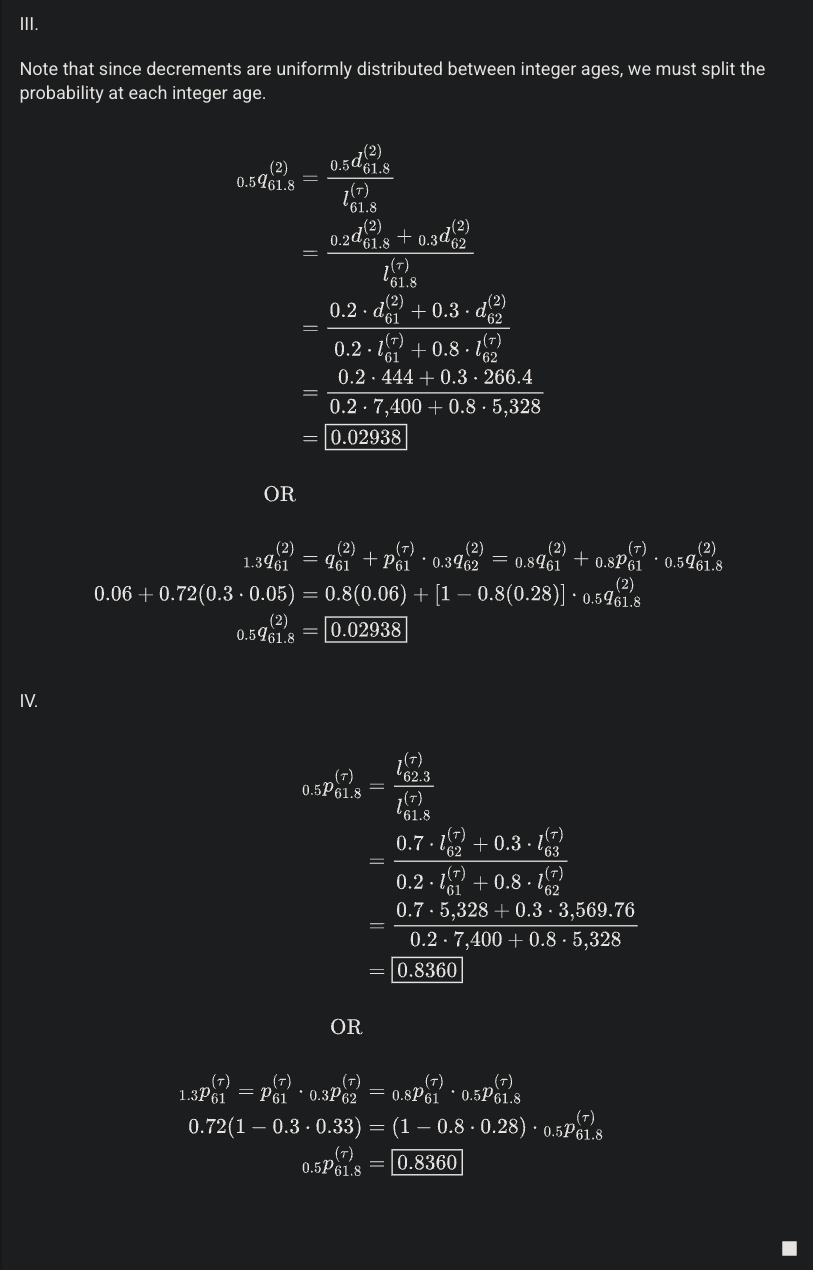 III.
Note that since decrements are uniformly distributed between integer ages, we must split the
probability at each integer age.
$_{0.5}q_{61.8}^{(2)} = \frac{_{0.5}d_{61.8}^{(2)}}{l_{61.8}^{(\tau)}}$
$= \frac{_{0.2}d_{61.8}^{(2)} + {}_{0.3}d_{62}^{(2)}}{l_{61.8}^{(\tau)}}$
$= \frac{0.2 \cdot d_{61}^{(2)} + 0.3 \cdot d_{62}^{(2)}}{0.2 \cdot l_{61}^{(\tau)} + 0.8 \cdot l_{62}^{(\tau)}}$
$= \frac{0.2 \cdot 444 + 0.3 \cdot 266.4}{0.2 \cdot 7,400 + 0.8 \cdot 5,328}$
$= \boxed{0.02938}$
OR
$_{1.3}q_{61}^{(2)} = q_{61}^{(2)} + p_{61}^{(\tau)} \cdot {}_{0.3}q_{62}^{(2)} = {}_{0.8}q_{61}^{(2)} + {}_{0.8}p_{61}^{(\tau)} \cdot {}_{0.5}q_{61.8}^{(2)}$
$0.06 + 0.72(0.3 \cdot 0.05) = 0.8(0.06) + [1 - 0.8(0.28)] \cdot {}_{0.5}q_{61.8}^{(2)}$
$_{0.5}q_{61.8}^{(2)} = \boxed{0.02938}$
IV.
$_{0.5}p_{61.8}^{(\tau)} = \frac{l_{62.3}^{(\tau)}}{l_{61.8}^{(\tau)}}$
$= \frac{0.7 \cdot l_{62}^{(\tau)} + 0.3 \cdot l_{63}^{(\tau)}}{0.2 \cdot l_{61}^{(\tau)} + 0.8 \cdot l_{62}^{(\tau)}}$
$= \frac{0.7 \cdot 5,328 + 0.3 \cdot 3,569.76}{0.2 \cdot 7,400 + 0.8 \cdot 5,328}$
$= \boxed{0.8360}$
OR
$_{1.3}p_{61}^{(\tau)} = p_{61}^{(\tau)} \cdot {}_{0.3}p_{62}^{(\tau)} = {}_{0.8}p_{61}^{(\tau)} \cdot {}_{0.5}p_{61.8}^{(\tau)}$
$0.72(1 - 0.3 \cdot 0.33) = (1 - 0.8 \cdot 0.28) \cdot {}_{0.5}p_{61.8}^{(\tau)}$
$_{0.5}p_{61.8}^{(\tau)} = \boxed{0.8360}$